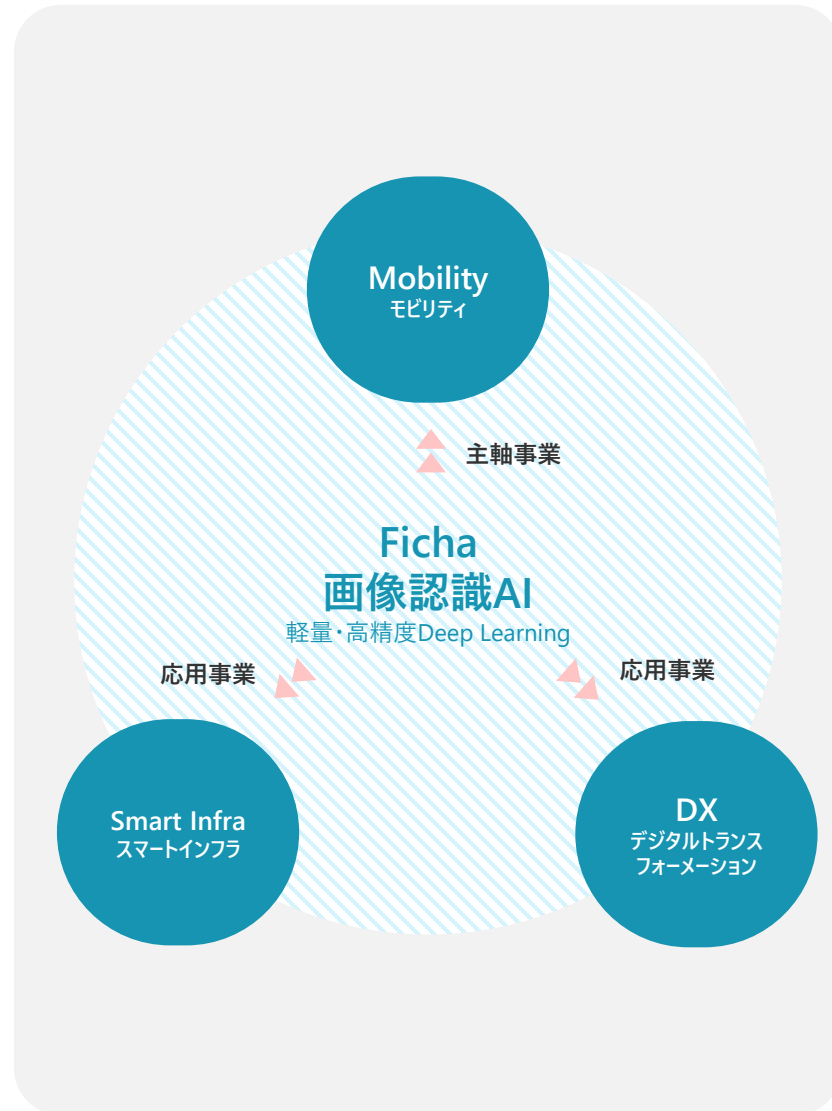 Mobility
モビリティ
主軸事業
Ficha
画像認識AI
軽量・高精度Deep Learning
応用事業
応用事業
Smart Infra
スマートインフラ
DX
デジタルトランス
フォーメーション